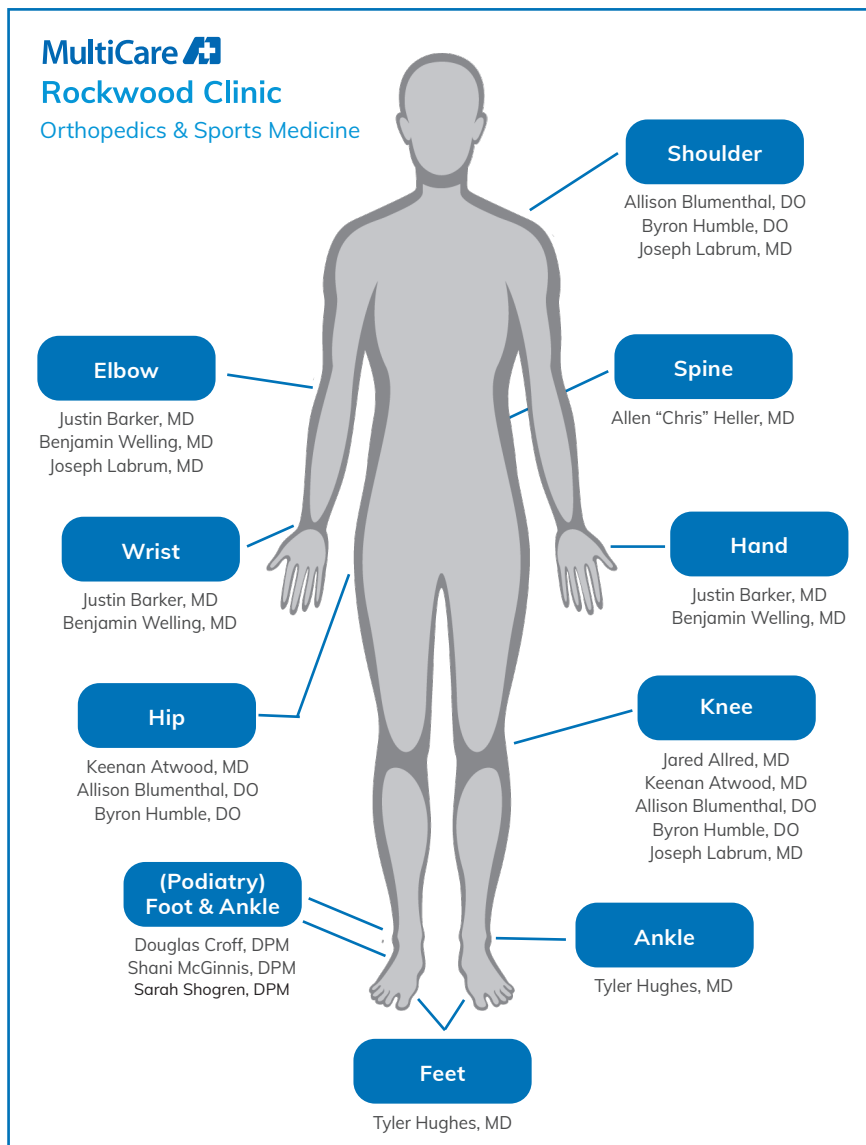 MultiCare
Rockwood Clinic
Orthopedics & Sports Medicine
Shoulder
Allison Blumenthal, DO
Byron Humble, DO
Joseph Labrum, MD
Elbow
Justin Barker, MD
Benjamin Welling, MD
Joseph Labrum, MD
Spine
Allen “Chris” Heller, MD
Wrist
Justin Barker, MD
Benjamin Welling, MD
Hand
Justin Barker, MD
Benjamin Welling, MD
Hip
Keenan Atwood, MD
Allison Blumenthal, DO
Byron Humble, DO
Knee
Jared Allred, MD
Keenan Atwood, MD
Allison Blumenthal, DO
Byron Humble, DO
Joseph Labrum, MD
(Podiatry)
Foot & Ankle
Douglas Croff, DPM
Shani McGinnis, DPM
Sarah Shogren, DPM
Ankle
Tyler Hughes, MD
Feet
Tyler Hughes, MD